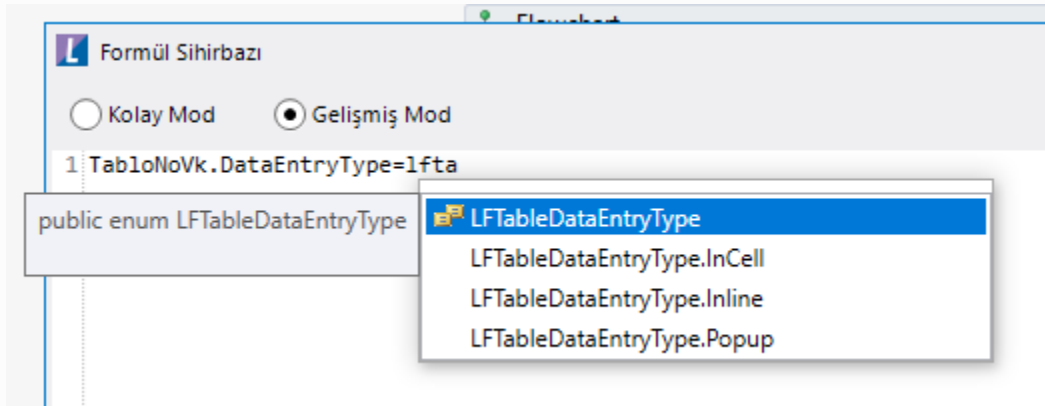 Flowchart
Formül Sihirbazı
Kolay Mod Gelişmiş Mod
1 TabloNoVk.DataEntryType=lfta
public enum LFTableDataEntryType
LFTableDataEntryType
LFTableDataEntryType.InCell
LFTableDataEntryType.Inline
LFTableDataEntryType.Popup